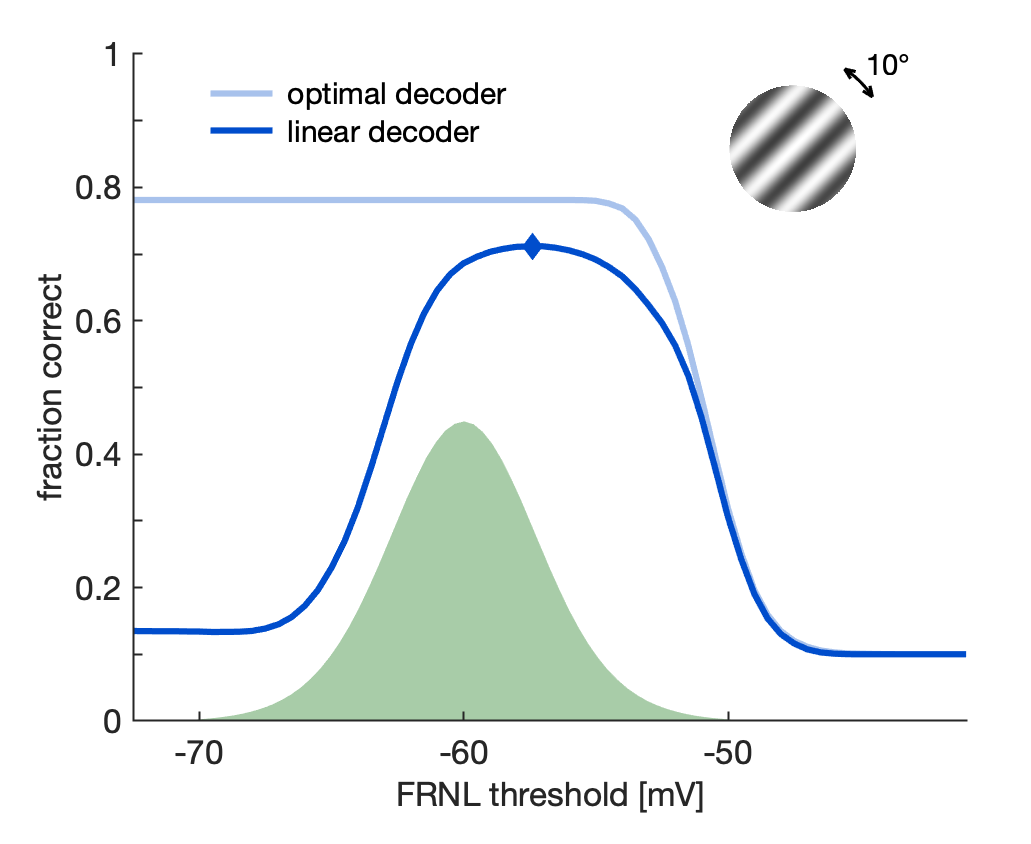 10°
optimal decoder
linear decoder
1
0.8
0.6
0.4
0.2
0
fraction correct
-70 -60 -50
FRNL threshold [mV]